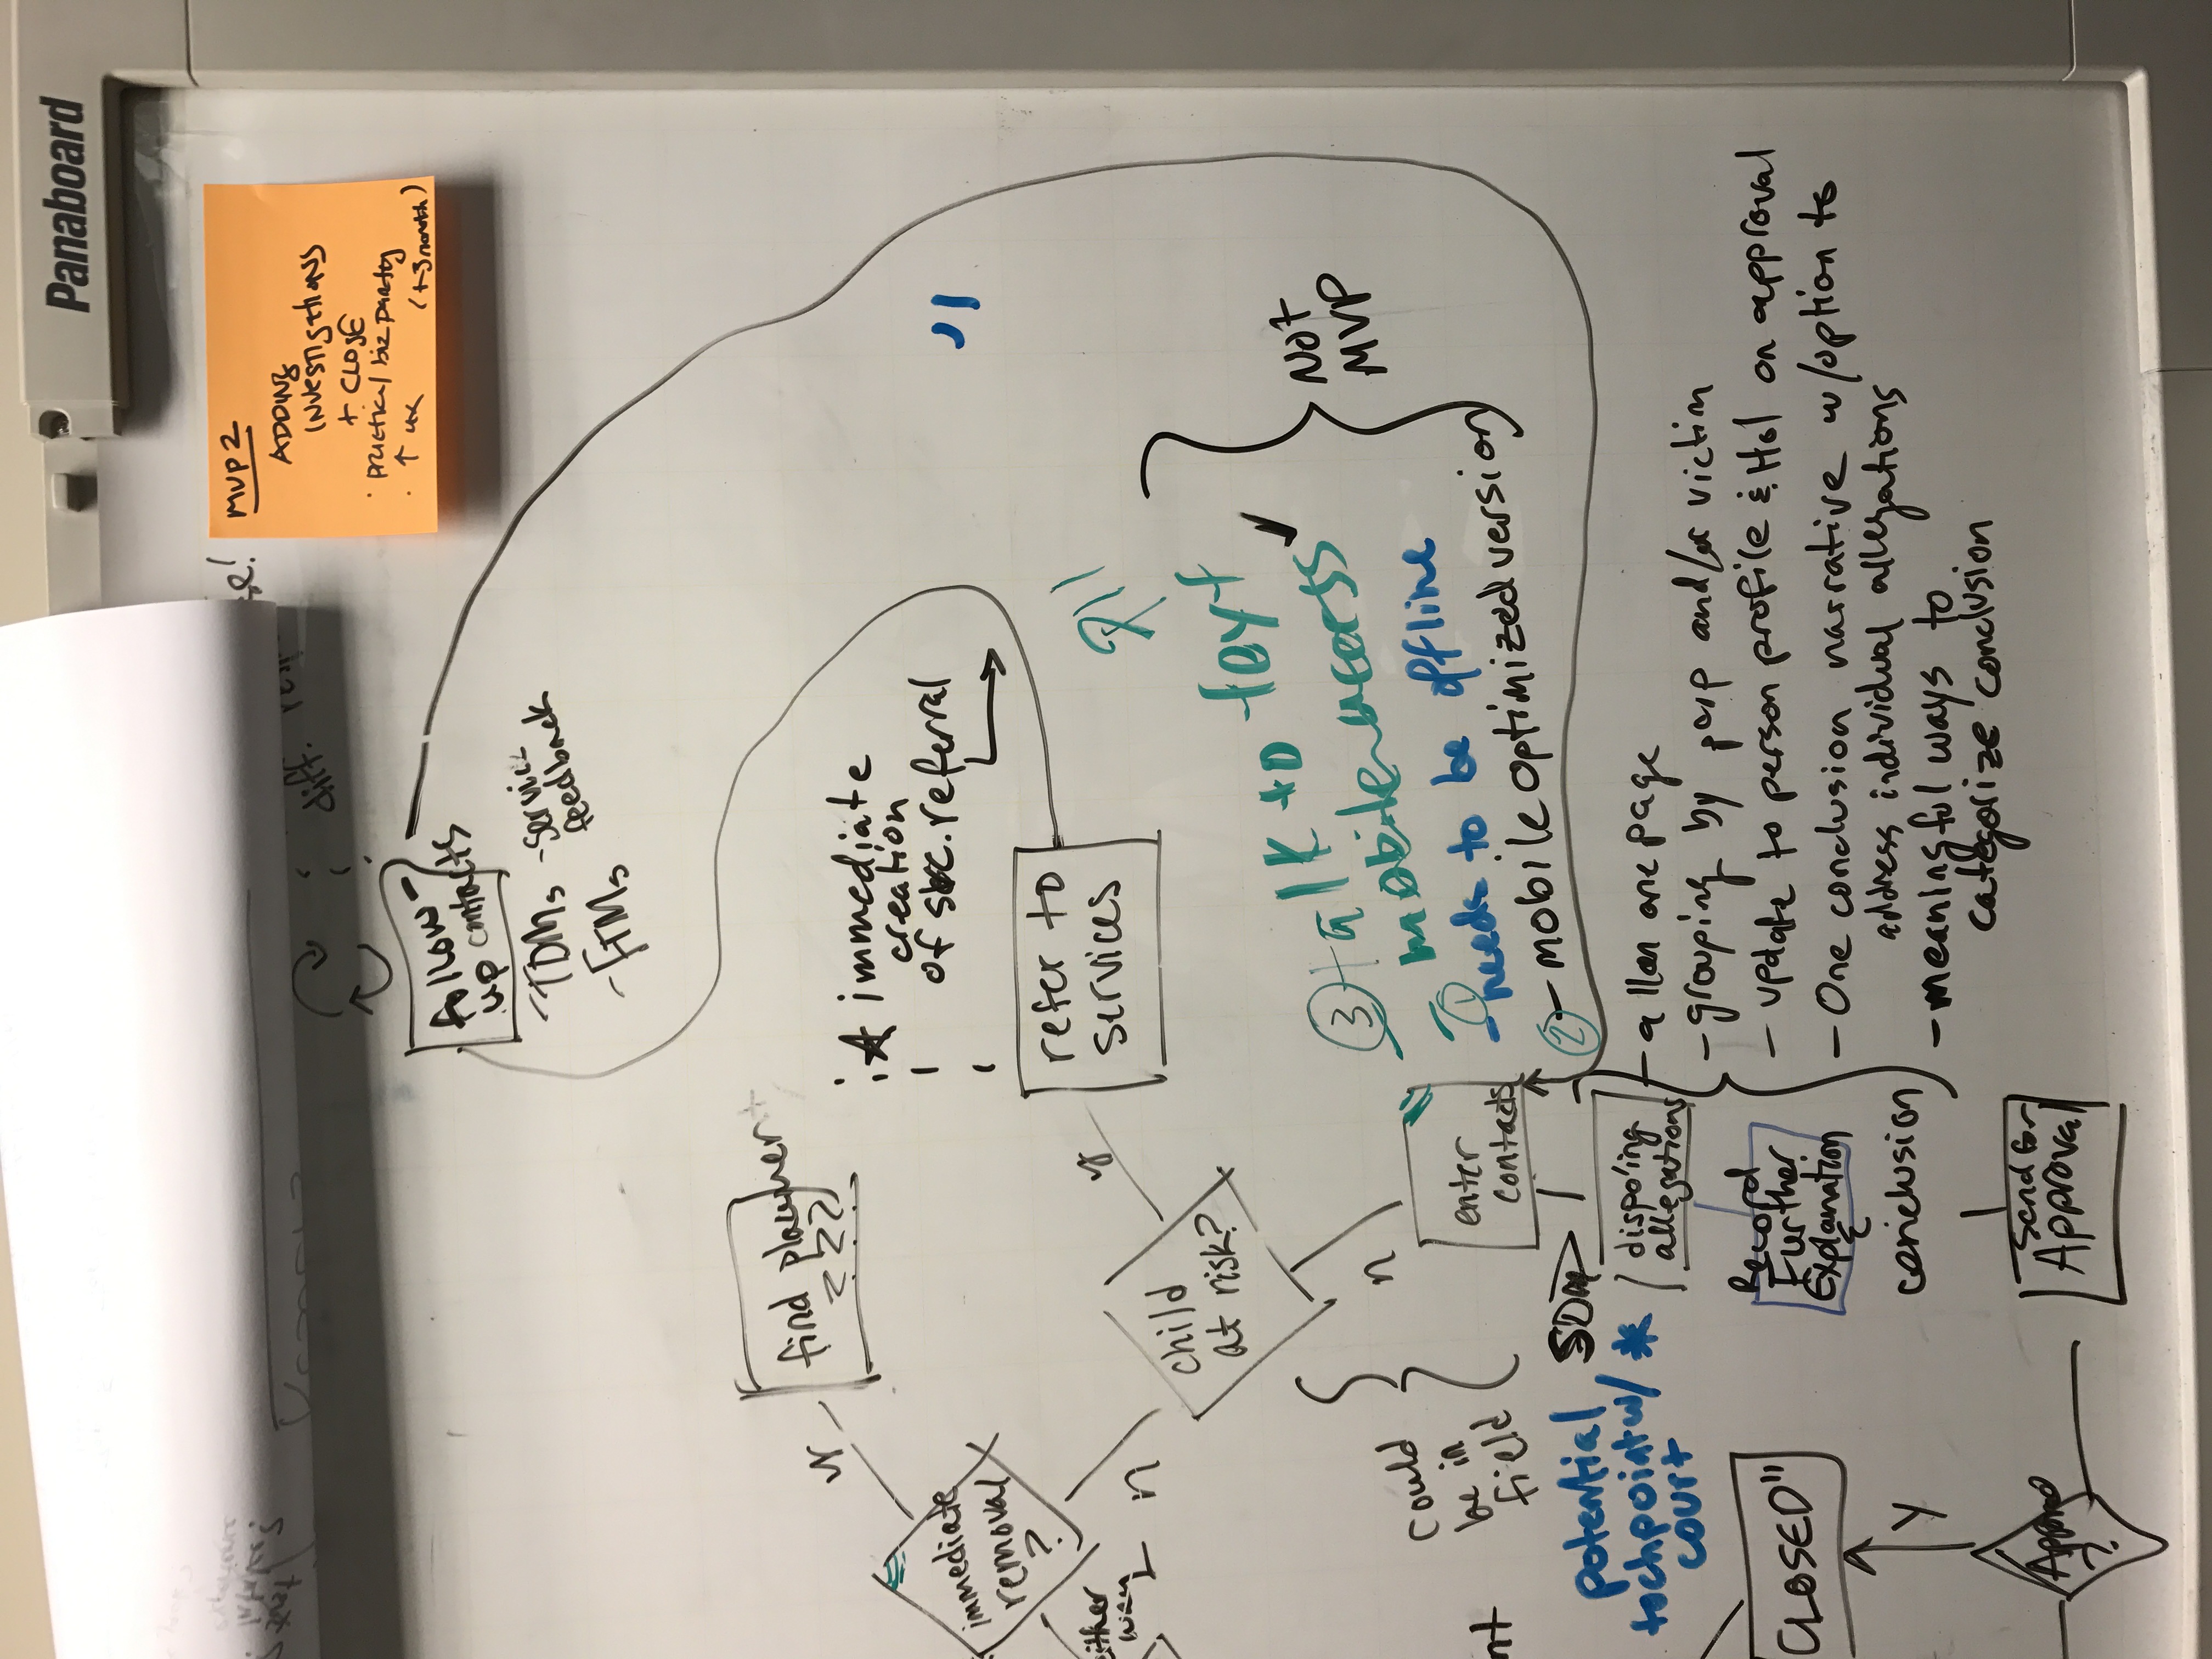 Panaboard
MVP 2
ADDING
INVESTIGATIONS
+ CLOSE
· practical biz parity
· ↑ ux (+3 month)
se!
diff.
follow-
up contacts
- TDMs
- FTMs
- service
feedback
find placement
???
y
immediate
removal
?
either
way
n
★ immediate
creation
of svc. referral
refer to
services
y
child
at risk?
n
Could
be in
field
enter
contacts
③ talk to text
- mobile access ✓
①
- needs to be offline
② - mobile optimized version
NOT
MVP
nt
SDM
potential
tochpoint w/ *
court
dispo'ing
allegations
Record
Further
Explanation
&
conclusion
- all on one page
- grouping by perp and/or victim
- update to person profile & HoI on approval
- One conclusion narrative w/option to
address individual allegations
- meaningful ways to
categorize conclusion
CLOSED"
y
?
Send for
Approval